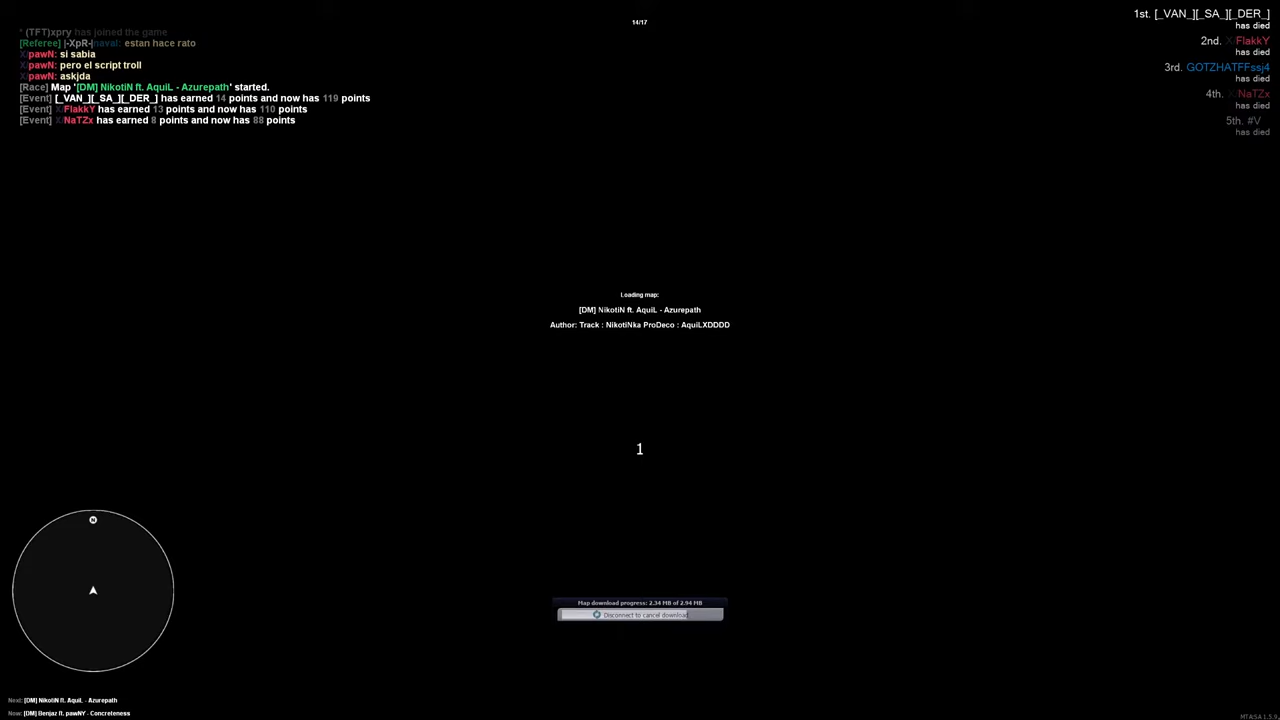 14/17
* (TFT)xpry has joined the game
[Referee] |-XpR-|naval: estan hace rato
X/pawN: si sabia
X/pawN: pero el script troll
X/pawN: askjda
[Race] Map '[DM] NikotiN ft. AquiL - Azurepath' started.
[Event] [_VAN_][_SA_][_DER_] has earned 14 points and now has 119 points
[Event] X/FlakkY has earned 13 points and now has 110 points
[Event] X/NaTZx has earned 8 points and now has 88 points
1st. [_VAN_][_SA_][_DER_]
has died
2nd. X/FlakkY
has died
3rd. GOTZHATFFssj4
has died
4th. X/NaTZx
has died
5th. #V
has died
Loading map:
[DM] NikotiN ft. AquiL - Azurepath
Author: Track : NikotiNka ProDeco : AquiLXDDDD
1
N
Map download progress: 2.34 MB of 2.94 MB
Disconnect to cancel download
Next: [DM] NikotiN ft. AquiL - Azurepath
Now: [DM] Benjaz ft. pawNY - Concreteness
MTA:SA 1.5.9